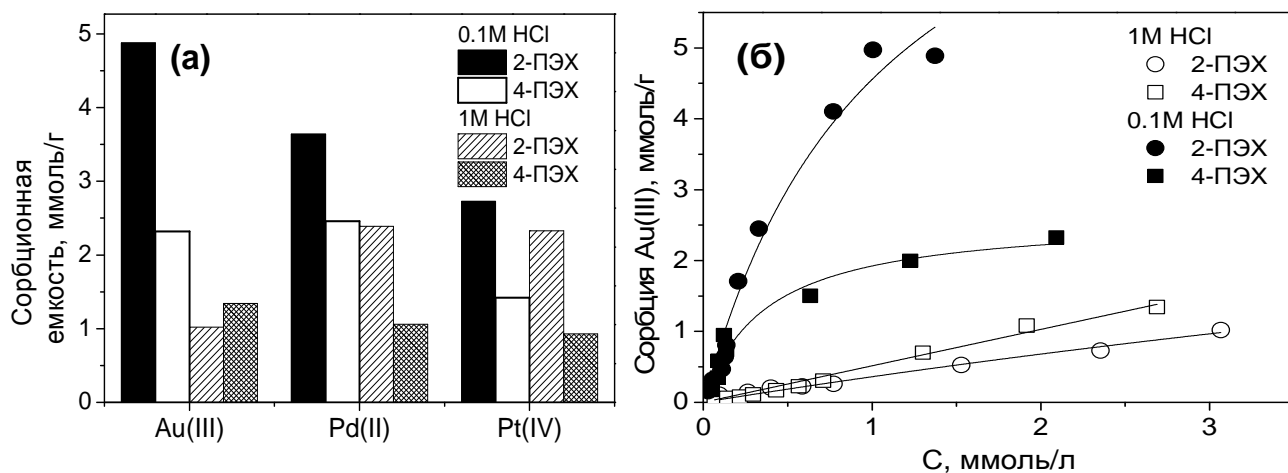 (а)
0.1M HCl
2-ПЭХ
4-ПЭХ
1M HCl
2-ПЭХ
4-ПЭХ
Сорбционная
емкость, ммоль/г
5
4
3
2
1
0
Au(III)
Pd(II)
Pt(IV)
(б)
1M HCl
2-ПЭХ
4-ПЭХ
0.1M HCl
2-ПЭХ
4-ПЭХ
Сорбция Au(III), ммоль/г
5
4
3
2
1
0
0
1
2
3
C, ммоль/л